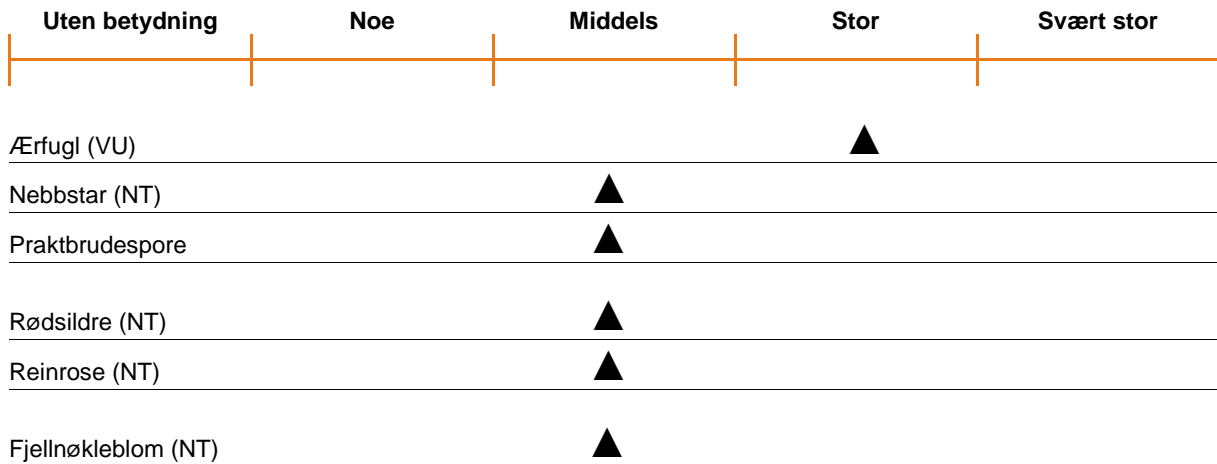 Uten betydning Noe Middels Stor Svært stor
Ærfugl (VU)
Nebbstar (NT)
Praktbrudespore
Rødsildre (NT)
Reinrose (NT)
Fjellnøkleblom (NT)